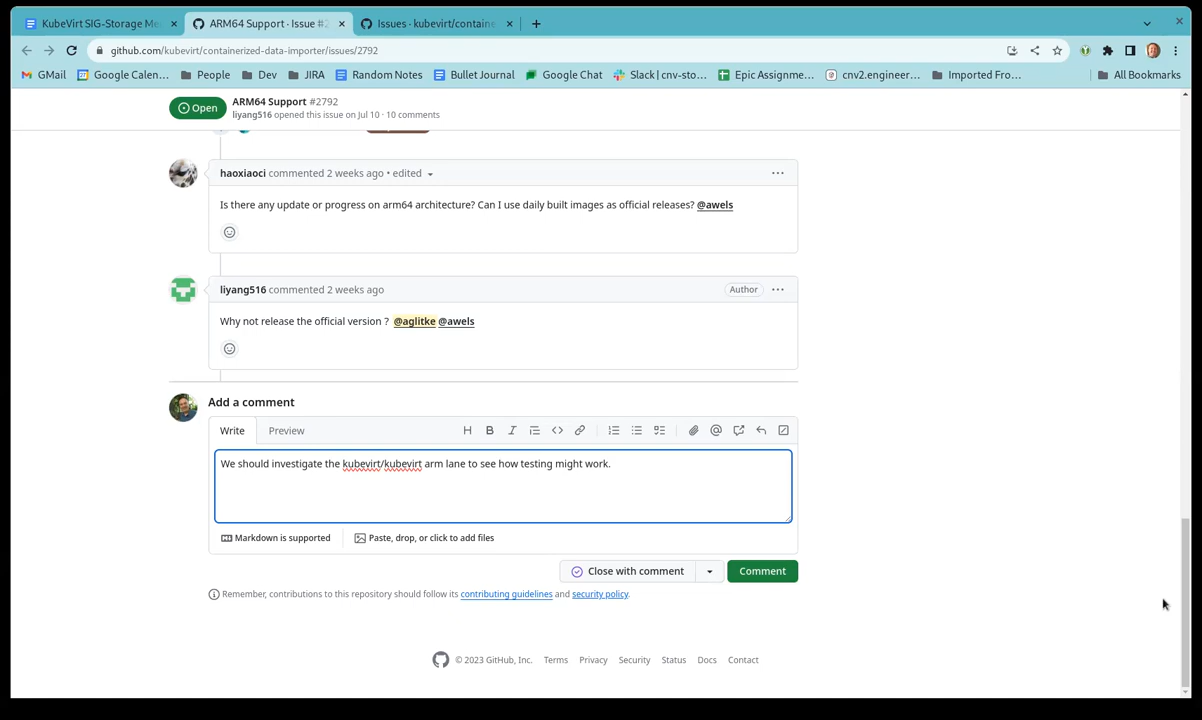 KubeVirt SIG-Storage Me
ARM64 Support · Issue #2
Issues · kubevirt/containe
github.com/kubevirt/containerized-data-importer/issues/2792
GMail
Google Calen...
People
Dev
JIRA
Random Notes
Bullet Journal
Google Chat
Slack | cnv-sto...
Epic Assignme...
cnv2.engineer...
Imported Fro...
All Bookmarks
Open
ARM64 Support #2792
liyang516 opened this issue on Jul 10 · 10 comments
haoxiaoci commented 2 weeks ago • edited
Is there any update or progress on arm64 architecture? Can I use daily built images as official releases? @awels
liyang516 commented 2 weeks ago
Author
Why not release the official version ? @aglitke @awels
Add a comment
Write
Preview
We should investigate the kubevirt/kubevirt arm lane to see how testing might work.
Markdown is supported
Paste, drop, or click to add files
Close with comment
Comment
Remember, contributions to this repository should follow its contributing guidelines and security policy.
© 2023 GitHub, Inc. Terms Privacy Security Status Docs Contact